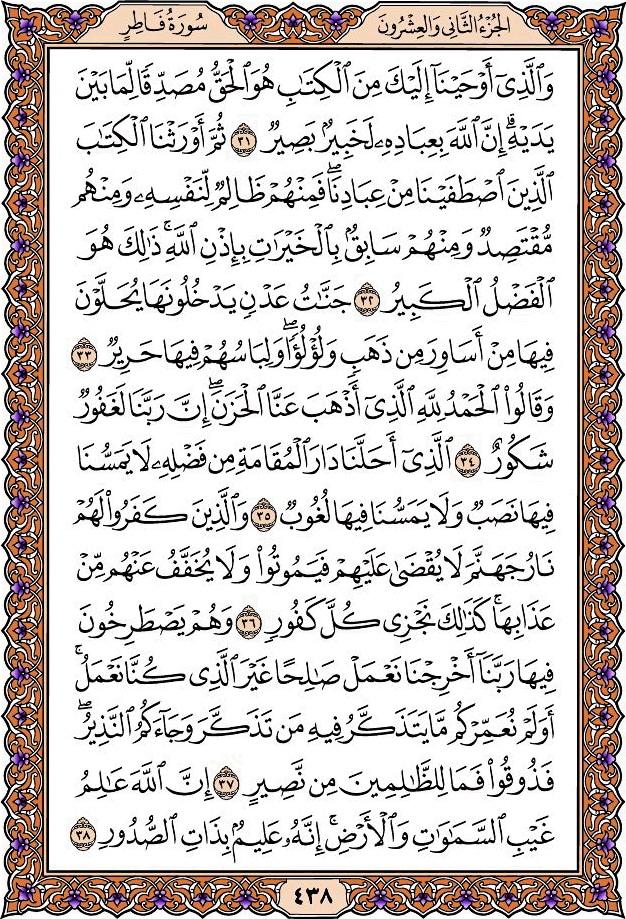 الجُزْءُ الثَّانِي وَالعِشْرُونَ
سُورَةُ فَاطِرٍ
وَٱلَّذِىٓ أَوْحَيْنَآ إِلَيْكَ مِنَ ٱلْكِتَٰبِ هُوَ ٱلْحَقُّ مُصَدِّقًا لِّمَا بَيْنَ
يَدَيْهِۗ إِنَّ ٱللَّهَ بِعِبَادِهِۦ لَخَبِيرٌۢ بَصِيرٌ ٣١ ثُمَّ أَوْرَثْنَا ٱلْكِتَٰبَ
ٱلَّذِينَ ٱصْطَفَيْنَا مِنْ عِبَادِنَاۖ فَمِنْهُمْ ظَالِمٌ لِّنَفْسِهِۦ وَمِنْهُم
مُّقْتَصِدٌ وَمِنْهُمْ سَابِقٌۢ بِٱلْخَيْرَٰتِ بِإِذْنِ ٱللَّهِۚ ذَٰلِكَ هُوَ
ٱلْفَضْلُ ٱلْكَبِيرُ ٣٢ جَنَّٰتُ عَدْنٍ يَدْخُلُونَهَا يُحَلَّوْنَ
فِيهَا مِنْ أَسَاوِرَ مِن ذَهَبٍ وَلُؤْلُؤًاۖ وَلِبَاسُهُمْ فِيهَا حَرِيرٌ ٣٣
وَقَالُوا۟ ٱلْحَمْدُ لِلَّهِ ٱلَّذِىٓ أَذْهَبَ عَنَّا ٱلْحَزَنَۖ إِنَّ رَبَّنَا لَغَفُورٌ
شَكُورٌ ٣٤ ٱلَّذِىٓ أَحَلَّنَا دَارَ ٱلْمُقَامَةِ مِن فَضْلِهِۦ لَا يَمَسُّنَا
فِيهَا نَصَبٌ وَلَا يَمَسُّنَا فِيهَا لُغُوبٌ ٣٥ وَٱلَّذِينَ كَفَرُوا۟ لَهُمْ
نَارُ جَهَنَّمَ لَا يُقْضَىٰ عَلَيْهِمْ فَيَمُوتُوا۟ وَلَا يُخَفَّفُ عَنْهُم مِّنْ
عَذَابِهَاۚ كَذَٰلِكَ نَجْزِى كُلَّ كَفُورٍ ٣٦ وَهُمْ يَصْطَرِخُونَ
فِيهَا رَبَّنَآ أَخْرِجْنَا نَعْمَلْ صَٰلِحًا غَيْرَ ٱلَّذِى كُنَّا نَعْمَلُۚ
أَوَلَمْ نُعَمِّرْكُم مَّا يَتَذَكَّرُ فِيهِ مَن تَذَكَّرَ وَجَآءَكُمُ ٱلنَّذِيرُۖ
فَذُوقُوا۟ فَمَا لِلظَّٰلِمِينَ مِن نَّصِيرٍ ٣٧ إِنَّ ٱللَّهَ عَٰلِمُ
غَيْبِ ٱلسَّمَٰوَٰتِ وَٱلْأَرْضِۚ إِنَّهُۥ عَلِيمٌۢ بِذَاتِ ٱلصُّدُورِ ٣٨
٤٣٨